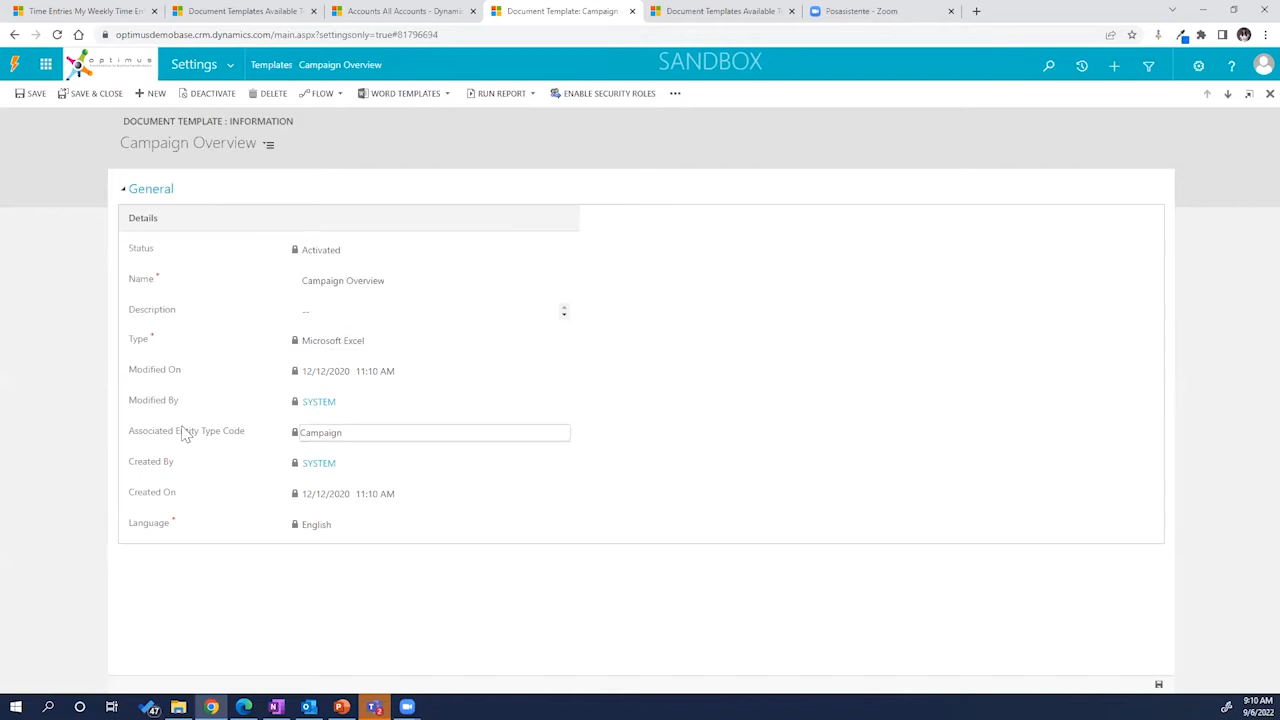 Time Entries My Weekly Time Ent
Document Templates Available T
Accounts All Accounts - Dynamic
Document Template: Campaign
Document Templates Available T
Posasistente - Zoom
optimusdemobase.crm.dynamics.com/main.aspx?settingsonly=true#81796694
optimus
Settings
Templates
Campaign Overview
SANDBOX
SAVE
SAVE & CLOSE
NEW
DEACTIVATE
DELETE
FLOW
WORD TEMPLATES
RUN REPORT
ENABLE SECURITY ROLES
DOCUMENT TEMPLATE : INFORMATION
Campaign Overview
General
Details
Status Activated
Name * Campaign Overview
Description --
Type * Microsoft Excel
Modified On 12/12/2020 11:10 AM
Modified By SYSTEM
Associated Entity Type Code Campaign
Created By SYSTEM
Created On 12/12/2020 11:10 AM
Language * English
47
2
9:10 AM
9/6/2022